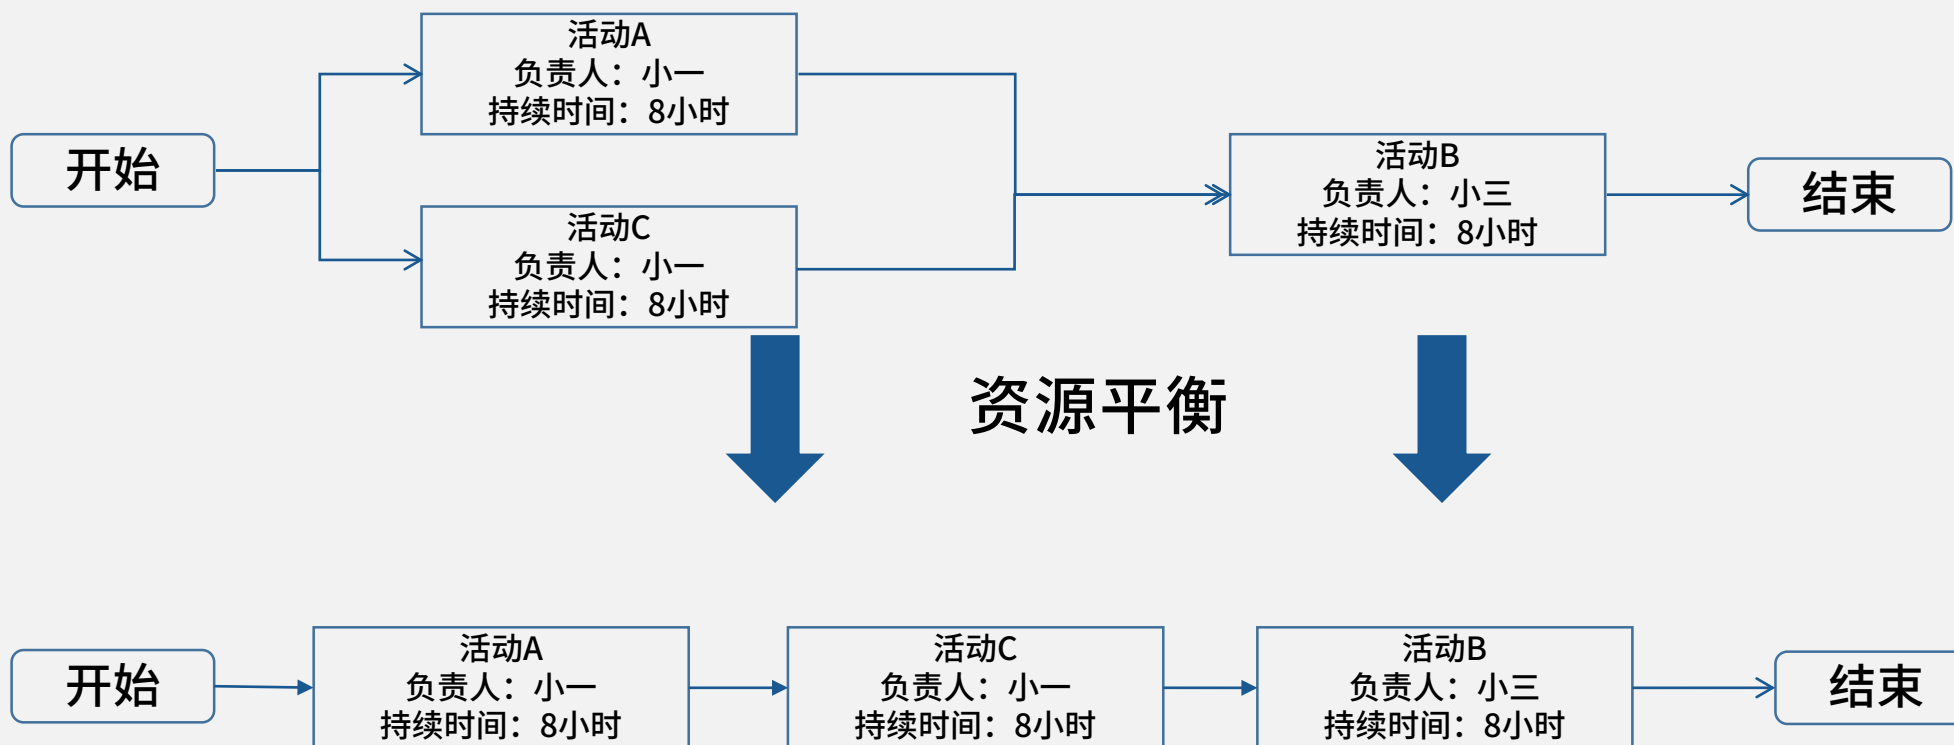 活动A
负责人：小一
持续时间：8小时
开始
活动C
负责人：小一
持续时间：8小时
活动B
负责人：小三
持续时间：8小时
结束
资源平衡
开始
活动A
负责人：小一
持续时间：8小时
活动C
负责人：小一
持续时间：8小时
活动B
负责人：小三
持续时间：8小时
结束